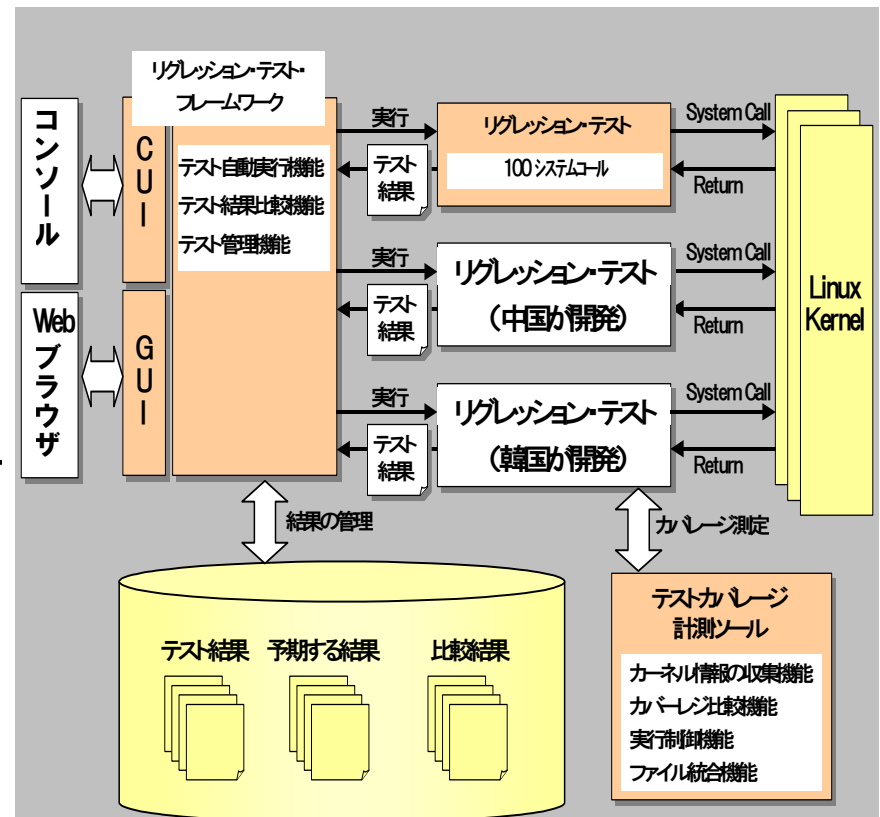 リグレッション・テスト・
フレームワーク
コンソール
CUI
テスト自動実行機能
テスト結果比較機能
テスト管理機能
Web
ブラウザ
GUI
実行
テスト
結果
リグレッション・テスト
100システムコール
System Call
Return
実行
テスト
結果
リグレッション・テスト
(中国が開発)
System Call
Return
実行
テスト
結果
リグレッション・テスト
(韓国が開発)
System Call
Return
Linux
Kernel
結果の管理
カバレージ測定
テスト結果
予期する結果
比較結果
テストカバレージ
計測ツール
カーネル情報の収集機能
カバーレジ比較機能
実行制御機能
ファイル統合機能